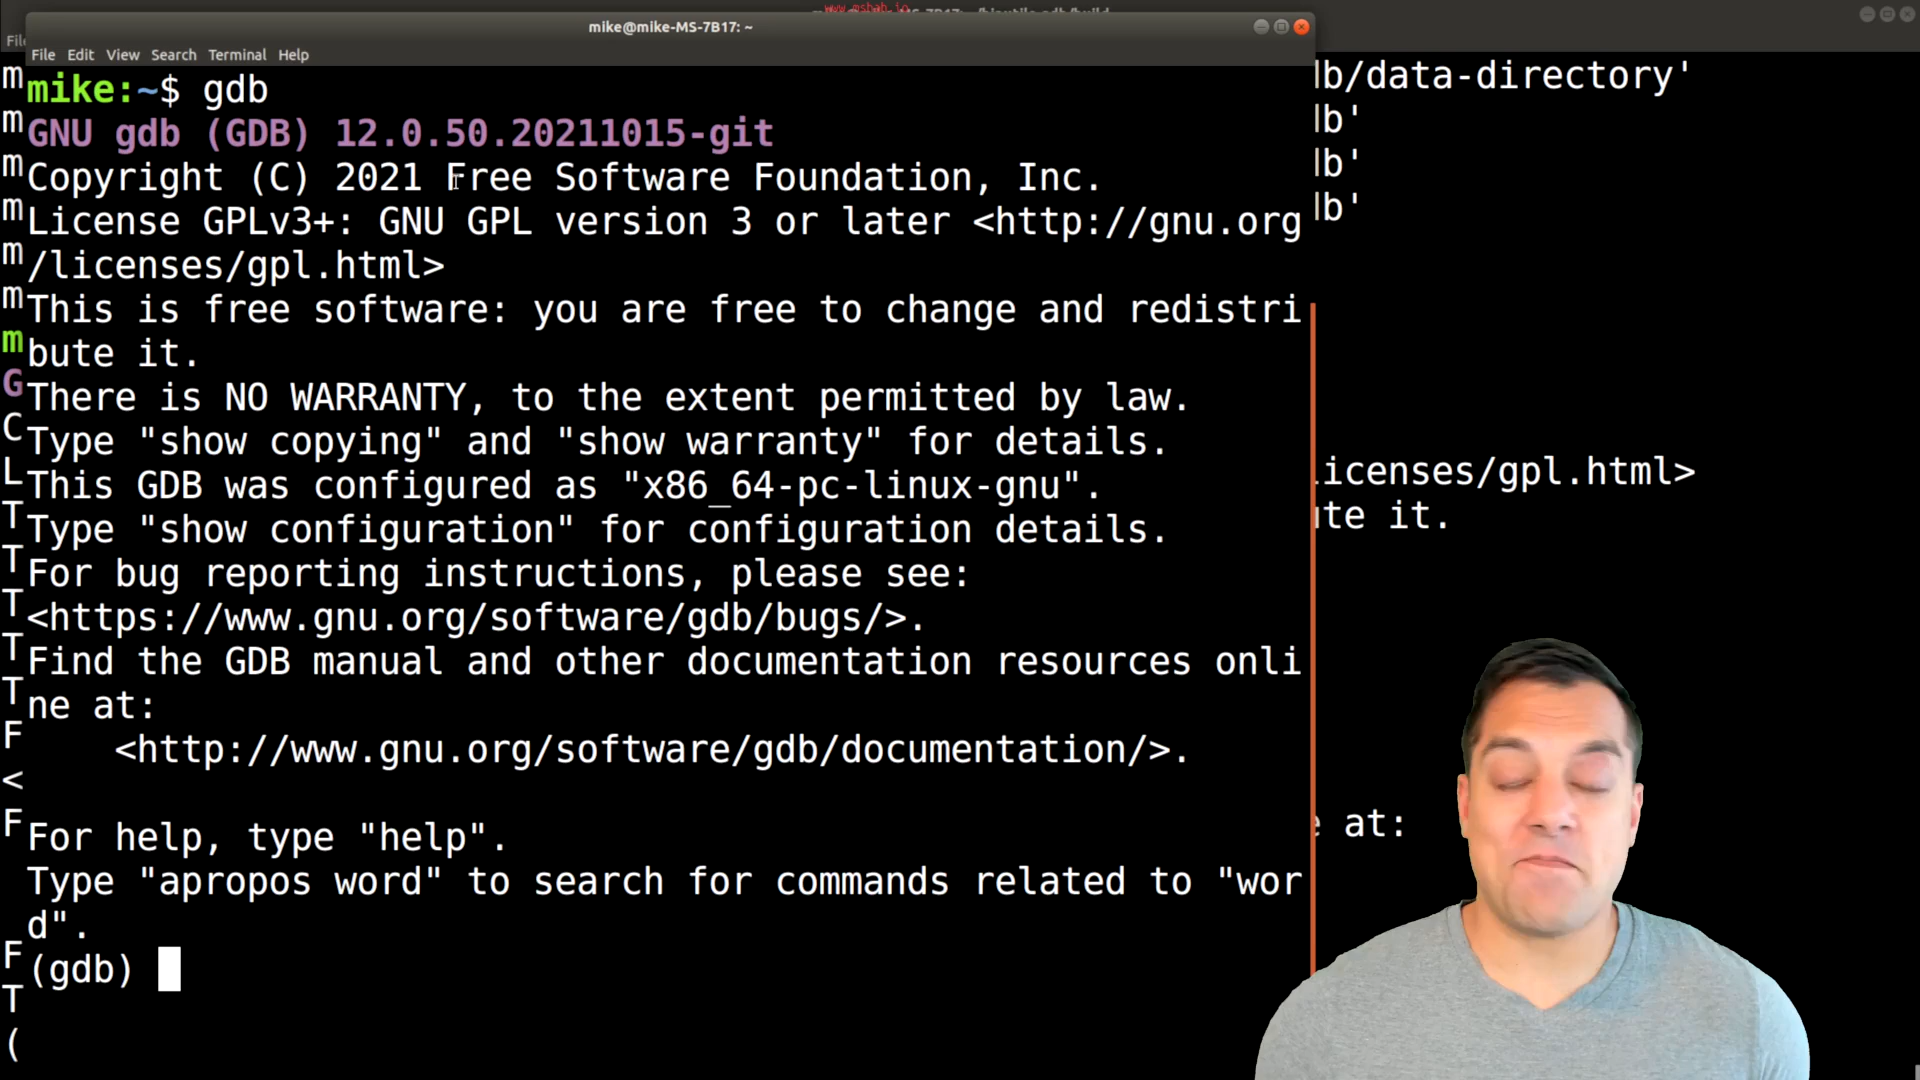 www.mshah.io
mike@mike-MS-7B17: ~
File Edit View Search Terminal Help
mike:~$ gdb
GNU gdb (GDB) 12.0.50.20211015-git
Copyright (C) 2021 Free Software Foundation, Inc.
License GPLv3+: GNU GPL version 3 or later <http://gnu.org
/licenses/gpl.html>
This is free software: you are free to change and redistri
bute it.
There is NO WARRANTY, to the extent permitted by law.
Type "show copying" and "show warranty" for details.
This GDB was configured as "x86_64-pc-linux-gnu".
Type "show configuration" for configuration details.
For bug reporting instructions, please see:
<https://www.gnu.org/software/gdb/bugs/>.
Find the GDB manual and other documentation resources onli
ne at:
<http://www.gnu.org/software/gdb/documentation/>.
For help, type "help".
Type "apropos word" to search for commands related to "wor
d".
(gdb)
lb/data-directory'
lb'
lb'
lb'
icenses/gpl.html>
te it.
at:
m
m
m
m
m
m
m
G
C
L
T
T
T
T
T
F
<
F
F
T
(